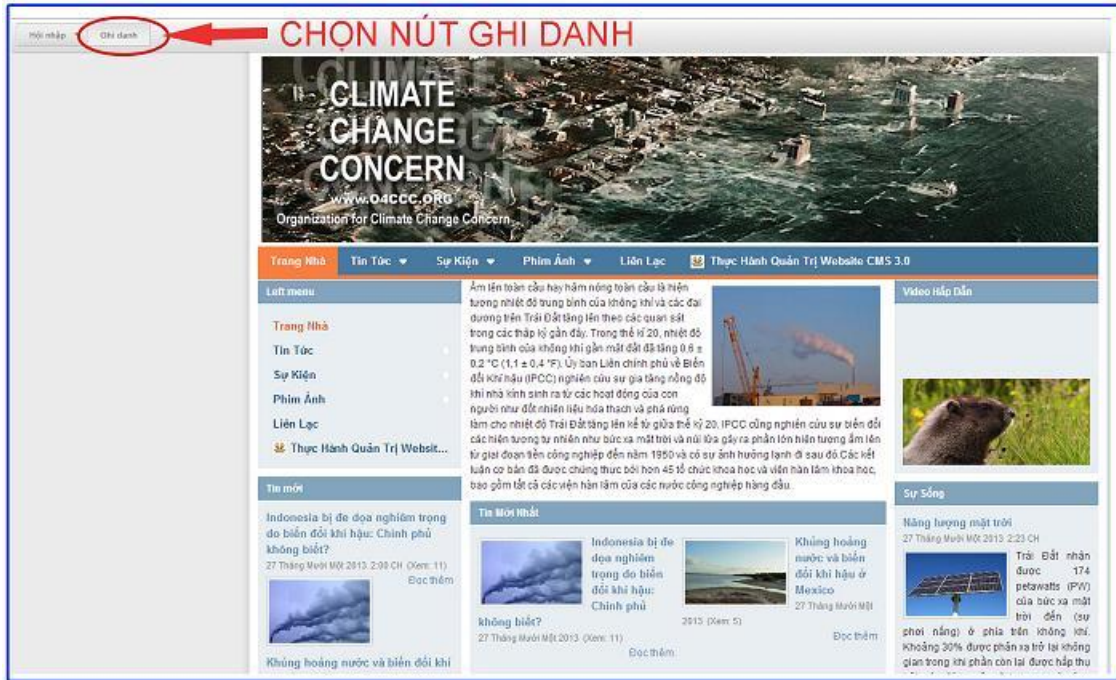 Hội nhập
Ghi danh
CHỌN NÚT GHI DANH
CLIMATE
CHANGE
CONCERN
WWW.O4CCC.ORG
Organization for Climate Change Concern
Trang Nhà
Tin Tức
Sự Kiện
Phim Ảnh
Liên Lạc
Thực Hành Quản Trị Website CMS 3.0
Left menu
Trang Nhà
Tin Tức
Sự Kiện
Phim Ảnh
Liên Lạc
Thực Hành Quản Trị Websit...
Tin mới
Indonesia bị đe dọa nghiêm trọng
do biến đổi khí hậu: Chính phủ
không biết?
27 Tháng Mười Một 2013 2:00 CH (Xem: 11)
Đọc thêm
Khủng hoảng nước và biến đổi khí
Ấm lên toàn cầu hay hâm nóng toàn cầu là hiện
tượng nhiệt độ trung bình của không khí và các đại
dương trên Trái Đất tăng lên theo các quan sát
trong các thập kỷ gần đây. Trong thế kỉ 20, nhiệt độ
trung bình của không khí gần mặt đất đã tăng 0,6 ±
0,2 °C (1,1 ± 0,4 °F). Ủy ban Liên chính phủ về Biến
đổi Khí hậu (IPCC) nghiên cứu sự gia tăng nồng độ
khí nhà kính sinh ra từ các hoạt động của con
người như đốt nhiên liệu hóa thạch và phá rừng
làm cho nhiệt độ Trái Đất tăng lên kể từ giữa thế kỷ 20. IPCC cũng nghiên cứu sự biến đổi
các hiện tượng tự nhiên như bức xạ mặt trời và núi lửa gây ra phần lớn hiện tượng ấm lên
từ giai đoạn tiền công nghiệp đến năm 1950 và có sự ảnh hưởng lạnh đi sau đó.Các kết
luận cơ bản đã được chứng thực bởi hơn 45 tổ chức khoa học và viện hàn lâm khoa học,
bao gồm tất cả các viện hàn lâm của các nước công nghiệp hàng đầu.
Tin Mới Nhất
Indonesia bị đe
dọa nghiêm
trọng do biến
đổi khí hậu:
Chính phủ
không biết?
27 Tháng Mười Một 2013 (Xem: 11)
Đọc thêm
Khủng hoảng
nước và biến
đổi khí hậu ở
Mexico
27 Tháng Mười Một
2013 (Xem: 5)
Đọc thêm
Video Hấp Dẫn
Sự Sống
Năng lượng mặt trời
27 Tháng Mười Một 2013 2:23 CH
Trái Đất nhận
được 174
petawatts (PW)
của bức xạ mặt
trời đến (sự
phơi nắng) ở phía trên không khí.
Khoảng 30% được phản xạ trở lại không
gian trong khi phần còn lại được hấp thụ